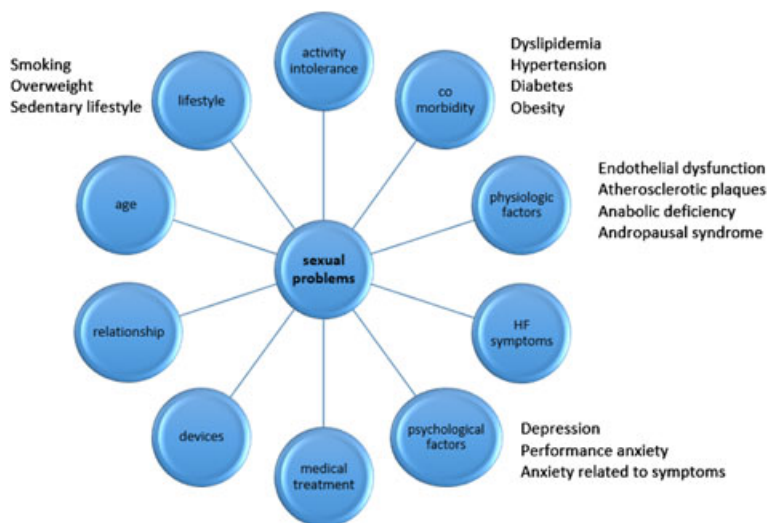 activity
intolerance
Dyslipidemia
Hypertension
Diabetes
Obesity
co
morbidity
Smoking
Overweight
Sedentary lifestyle
lifestyle
Endothelial dysfunction
Atherosclerotic plaques
Anabolic deficiency
Andropausal syndrome
physiologic
factors
age
sexual
problems
relationship
HF
symptoms
devices
medical
treatment
psychological
factors
Depression
Performance anxiety
Anxiety related to symptoms